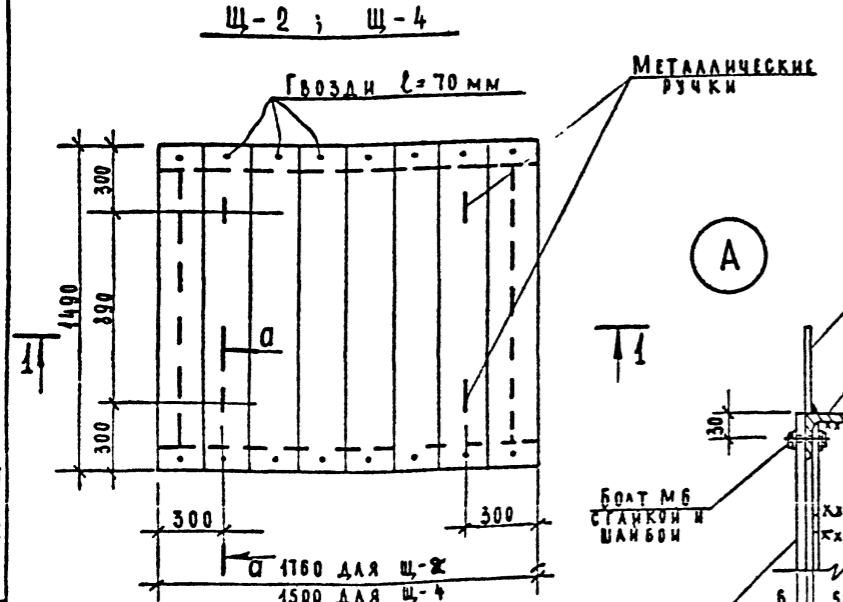 Щ-2 ; Щ-4
Гвозди ℓ=70 мм
Металлические
ручки
300
890
300
1490
а
1
1
А
130
Болт М6
с гайкой и
шайбой
300
300
а 1760 для Щ-2
1500 для Щ-4
6
5